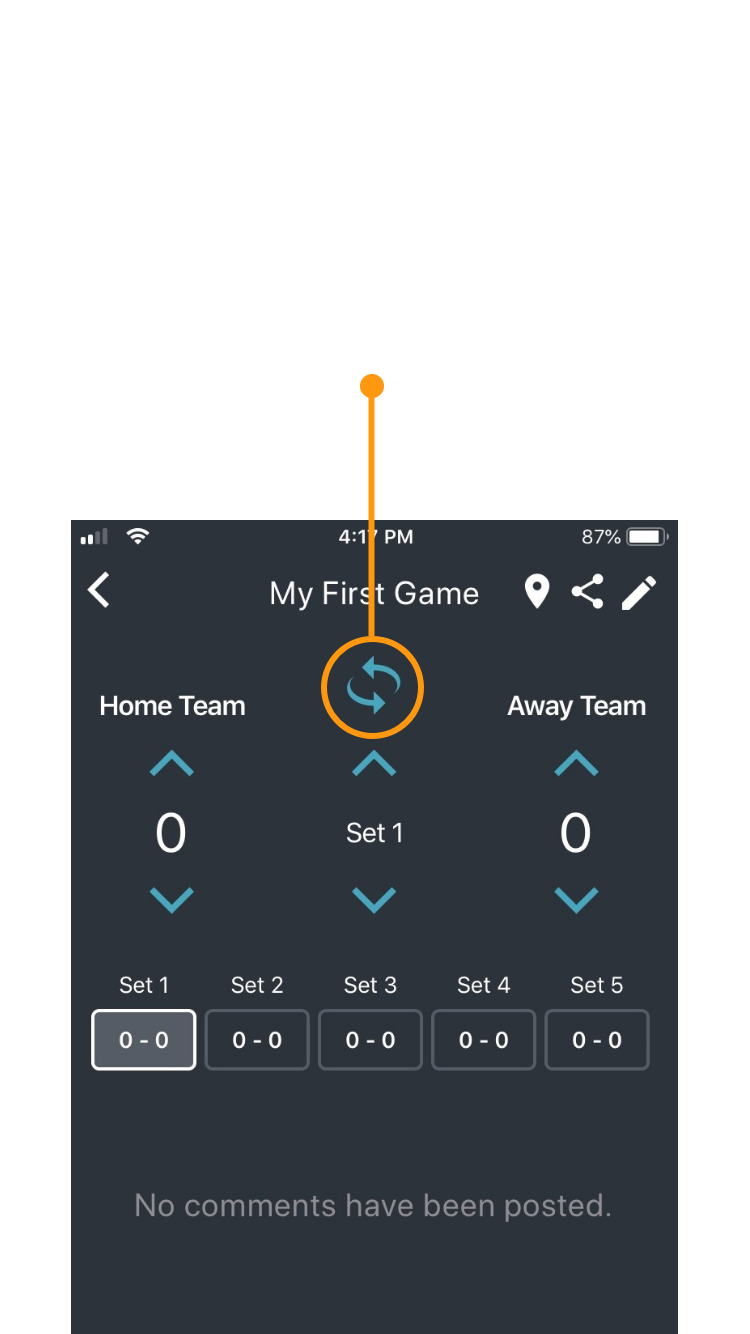 4:17 PM 87%
My First Game
Home Team Away Team
0 Set 1 0
Set 1 Set 2 Set 3 Set 4 Set 5
0 - 0 0 - 0 0 - 0 0 - 0 0 - 0
No comments have been posted.